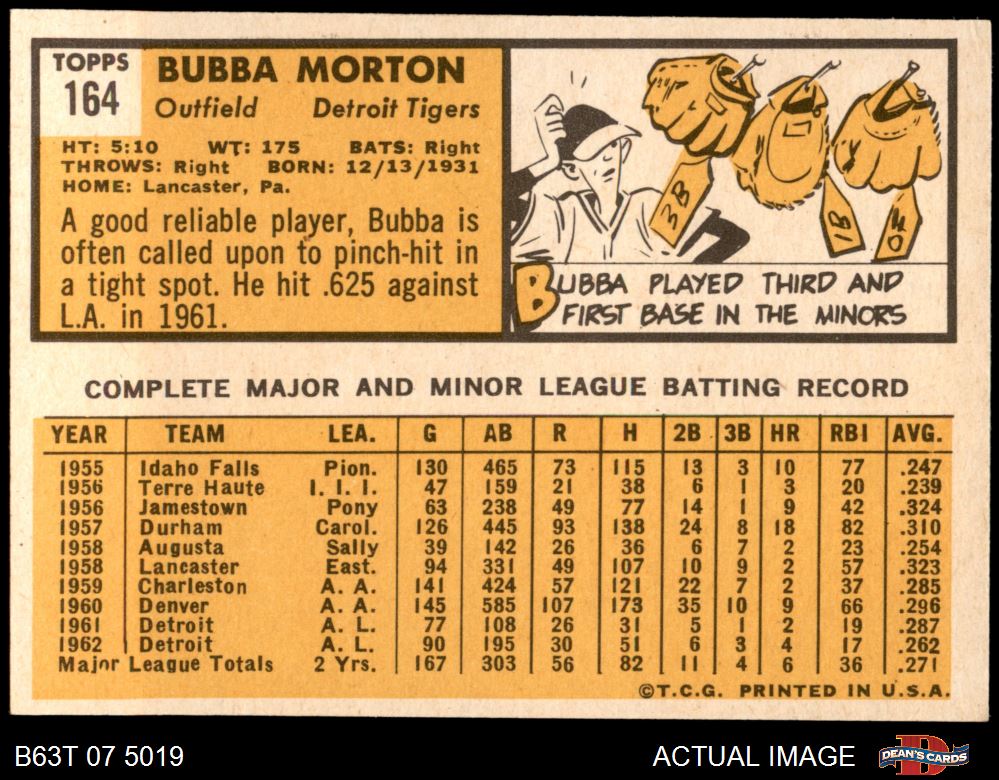 TOPPS
164
BUBBA MORTON
Outfield Detroit Tigers
HT: 5:10 WT: 175 BATS: Right
THROWS: Right BORN: 12/13/1931
HOME: Lancaster, Pa.
A good reliable player, Bubba is
often called upon to pinch-hit in
a tight spot. He hit .625 against
L.A. in 1961.
3B
1B
OF
BUBBA PLAYED THIRD AND
FIRST BASE IN THE MINORS
COMPLETE MAJOR AND MINOR LEAGUE BATTING RECORD
YEAR TEAM LEA. G AB R H 2B 3B HR RBI AVG.
1955 Idaho Falls Pion. 130 465 73 115 13 3 10 77 .247
1956 Terre Haute I. I. I. 47 159 21 38 6 1 3 20 .239
1956 Jamestown Pony 63 238 49 77 14 1 9 42 .324
1957 Durham Carol. 126 445 93 138 24 8 18 82 .310
1958 Augusta Sally 39 142 26 36 6 7 2 23 .254
1958 Lancaster East. 94 331 49 107 10 9 2 57 .323
1959 Charleston A. A. 141 424 57 121 22 7 2 37 .285
1960 Denver A. A. 145 585 107 173 35 10 9 66 .296
1961 Detroit A. L. 77 108 26 31 5 1 2 19 .287
1962 Detroit A. L. 90 195 30 51 6 3 4 17 .262
Major League Totals 2 Yrs. 167 303 56 82 11 4 6 36 .271
©T.C.G. PRINTED IN U.S.A.
B63T 07 5019 ACTUAL IMAGE DEAN'S CARDS